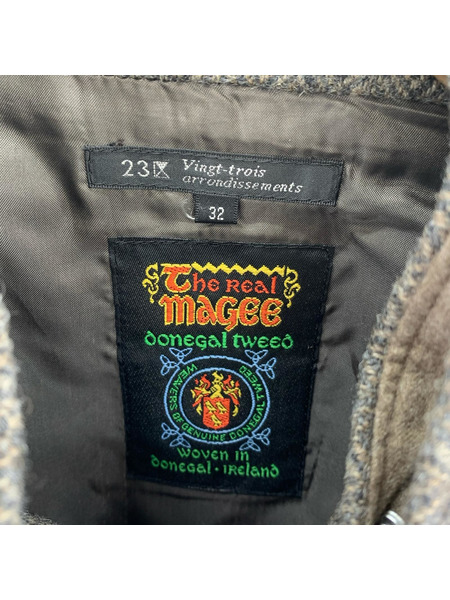 23区 Vingt-trois
arrondissements
32
The Real
Magee
donegal tweed
WEAVERS OF GENUINE DONEGAL TWEED
Woven in
donegal · Ireland